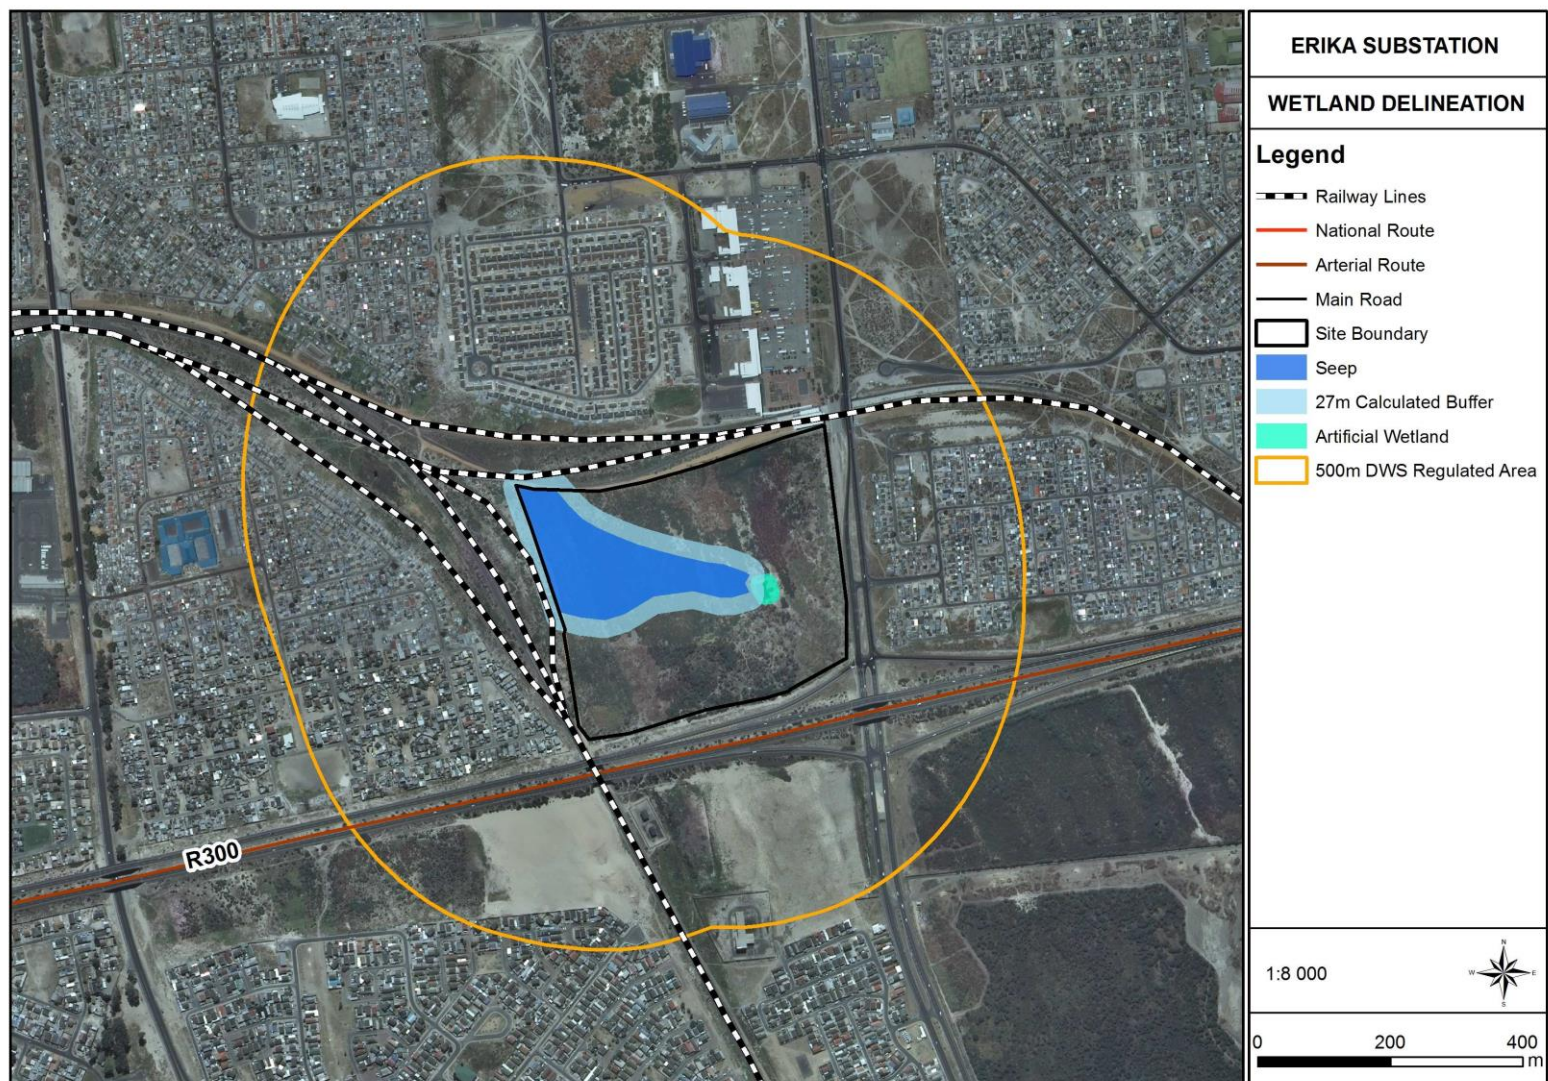 ERIKA SUBSTATION
WETLAND DELINEATION
Legend
Railway Lines
National Route
Arterial Route
Main Road
Site Boundary
Seep
27m Calculated Buffer
Artificial Wetland
500m DWS Regulated Area
R300
1:8 000
N
W E
S
0 200 400
m